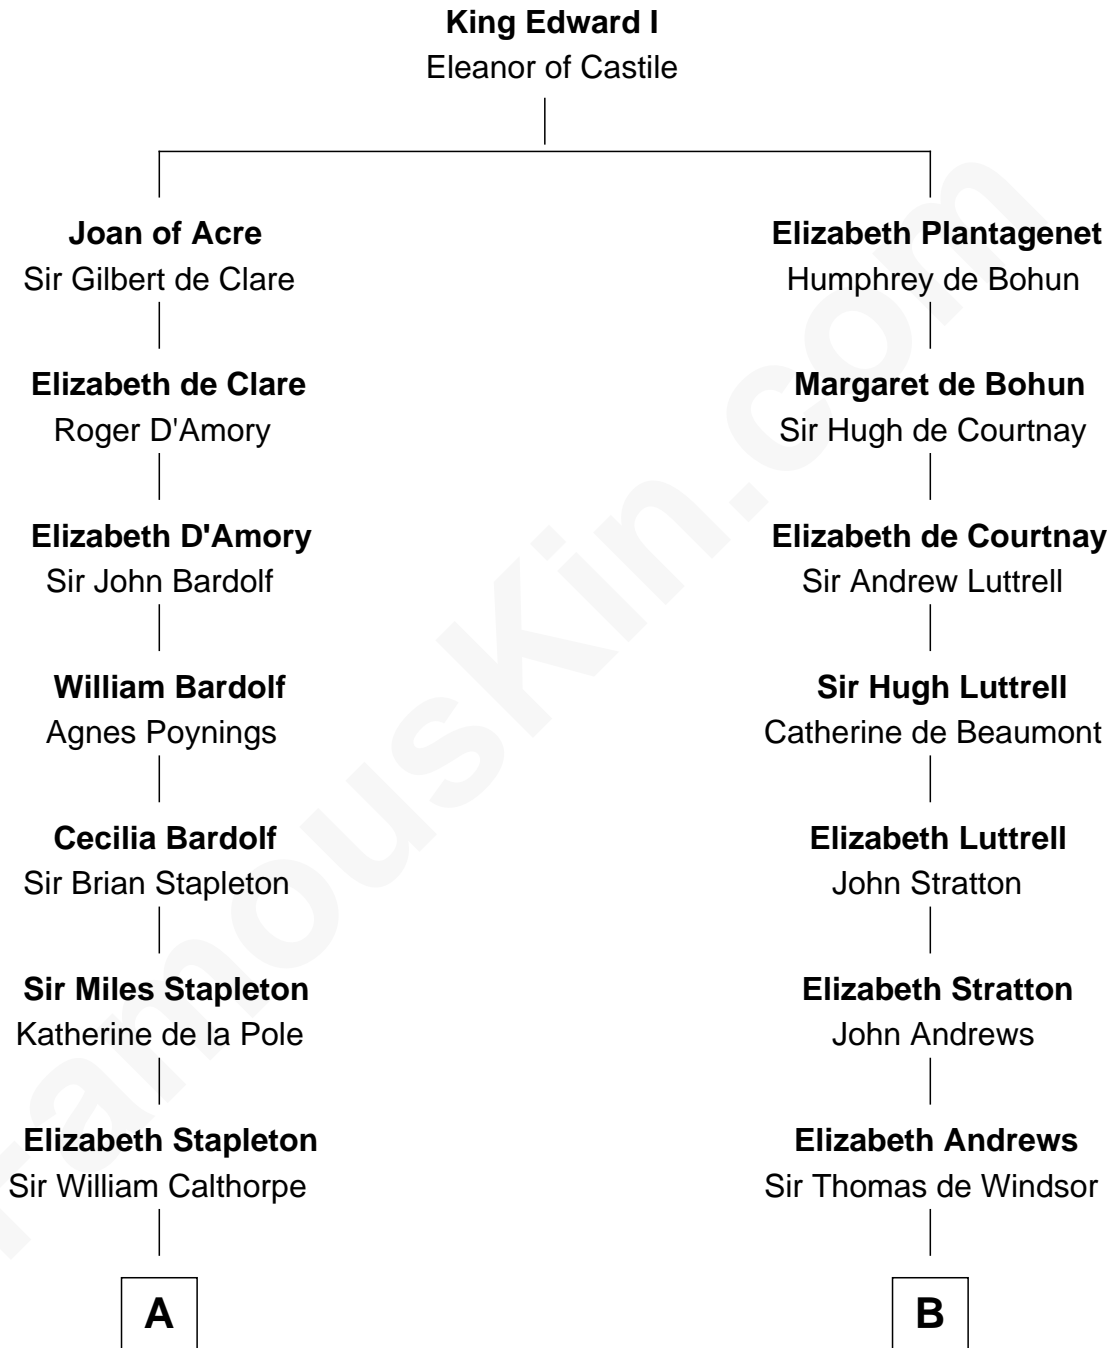 King Edward I
Eleanor of Castile
Joan of Acre
Sir Gilbert de Clare
Elizabeth Plantagenet
Humphrey de Bohun
Elizabeth de Clare
Roger D'Amory
Margaret de Bohun
Sir Hugh de Courtnay
Elizabeth D'Amory
Sir John Bardolf
Elizabeth de Courtnay
Sir Andrew Luttrell
William Bardolf
Agnes Poynings
Sir Hugh Luttrell
Catherine de Beaumont
Cecilia Bardolf
Sir Brian Stapleton
Elizabeth Luttrell
John Stratton
Sir Miles Stapleton
Katherine de la Pole
Elizabeth Stratton
John Andrews
Elizabeth Stapleton
Sir William Calthorpe
Elizabeth Andrews
Sir Thomas de Windsor
A
B
FamousKin.com